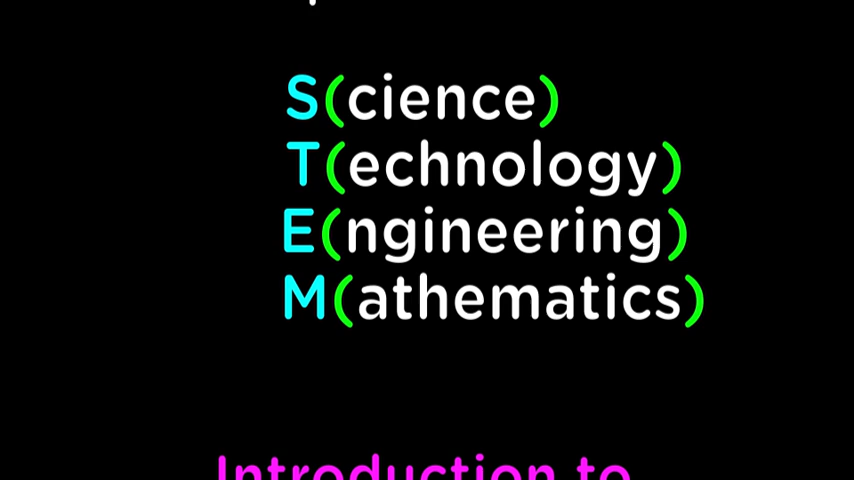 S(cience)
T(echnology)
E(ngineering)
M(athematics)
Introduction to